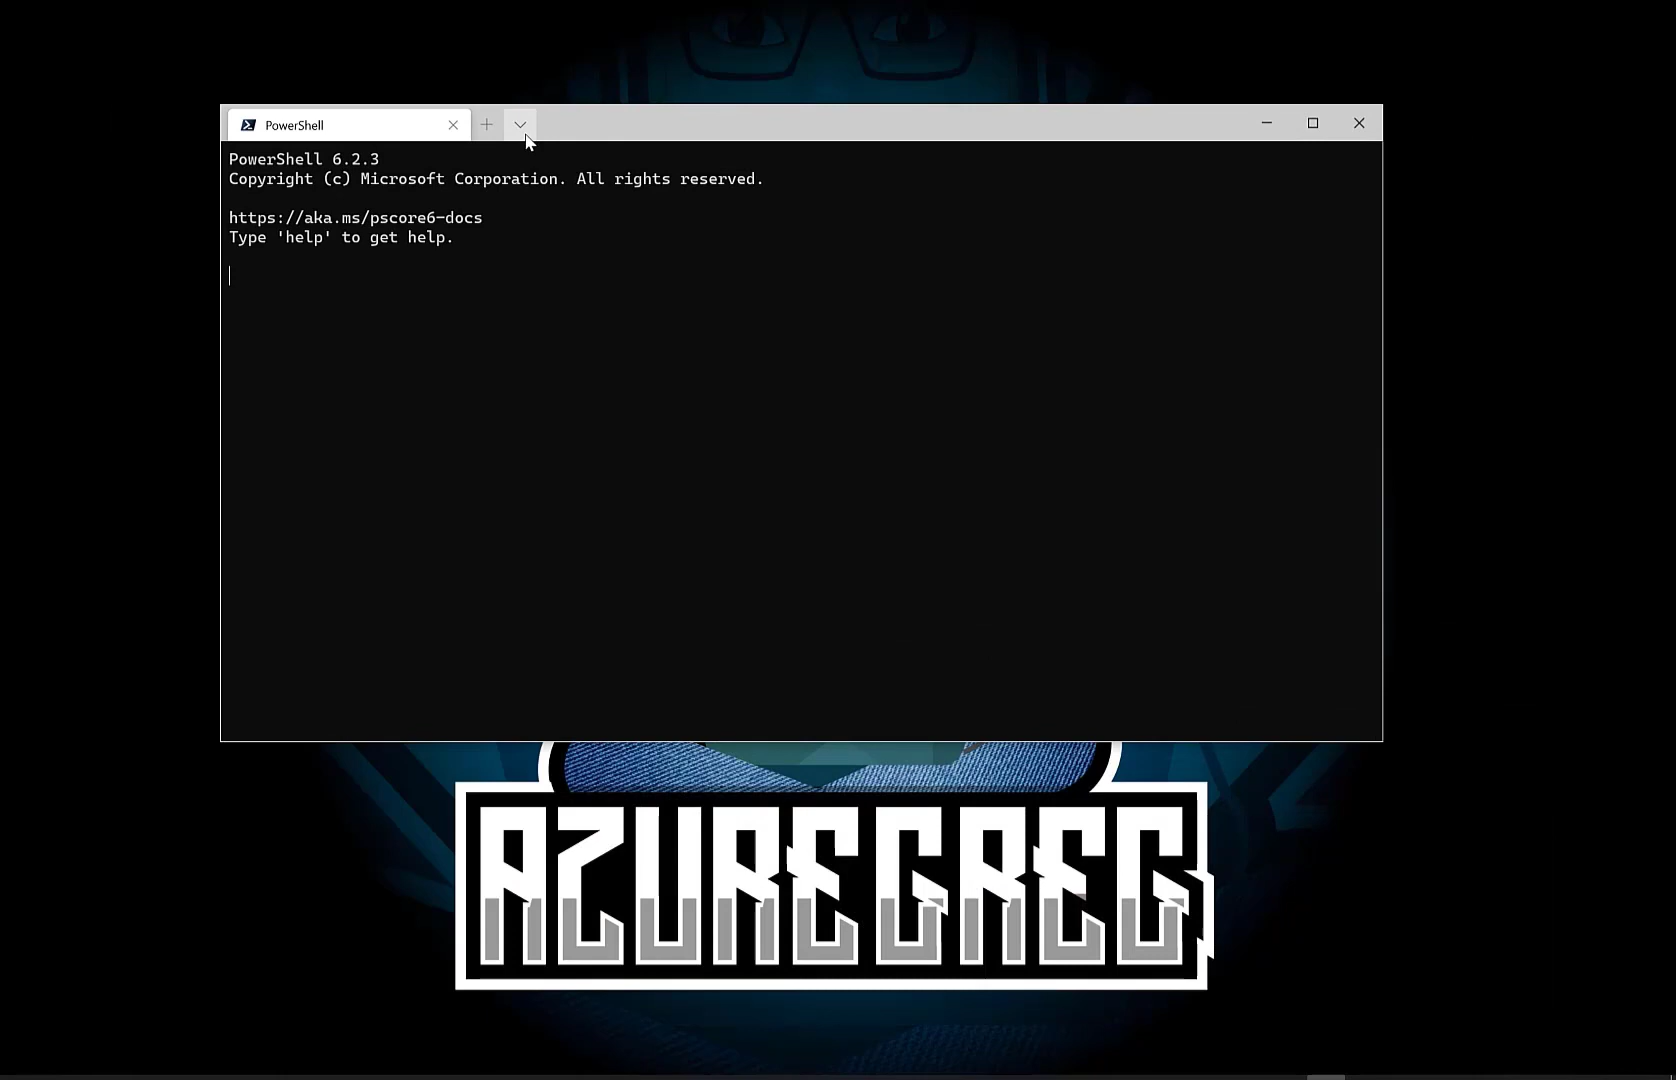 PowerShell
PowerShell 6.2.3
Copyright (c) Microsoft Corporation. All rights reserved.
https://aka.ms/pscore6-docs
Type 'help' to get help.
AZUREGREG